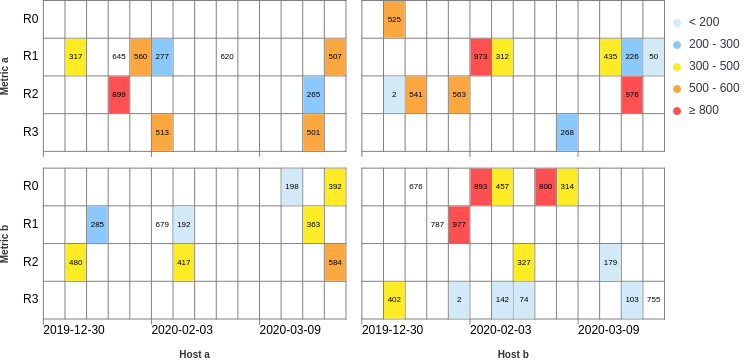 R0 525 < 200
R1 317 645 560 277 620 507 973 312 435 226 50 200 - 300
300 - 500
R2 899 265 2 541 563 976 500 - 600
≥ 800
R3 513 501 268
Metric a
R0 198 392 676 893 457 800 314
R1 285 679 192 363 787 977
R2 480 417 584 327 179
R3 402 2 142 74 103 755
Metric b
2019-12-30 2020-02-03 2020-03-09 2019-12-30 2020-02-03 2020-03-09
Host a Host b